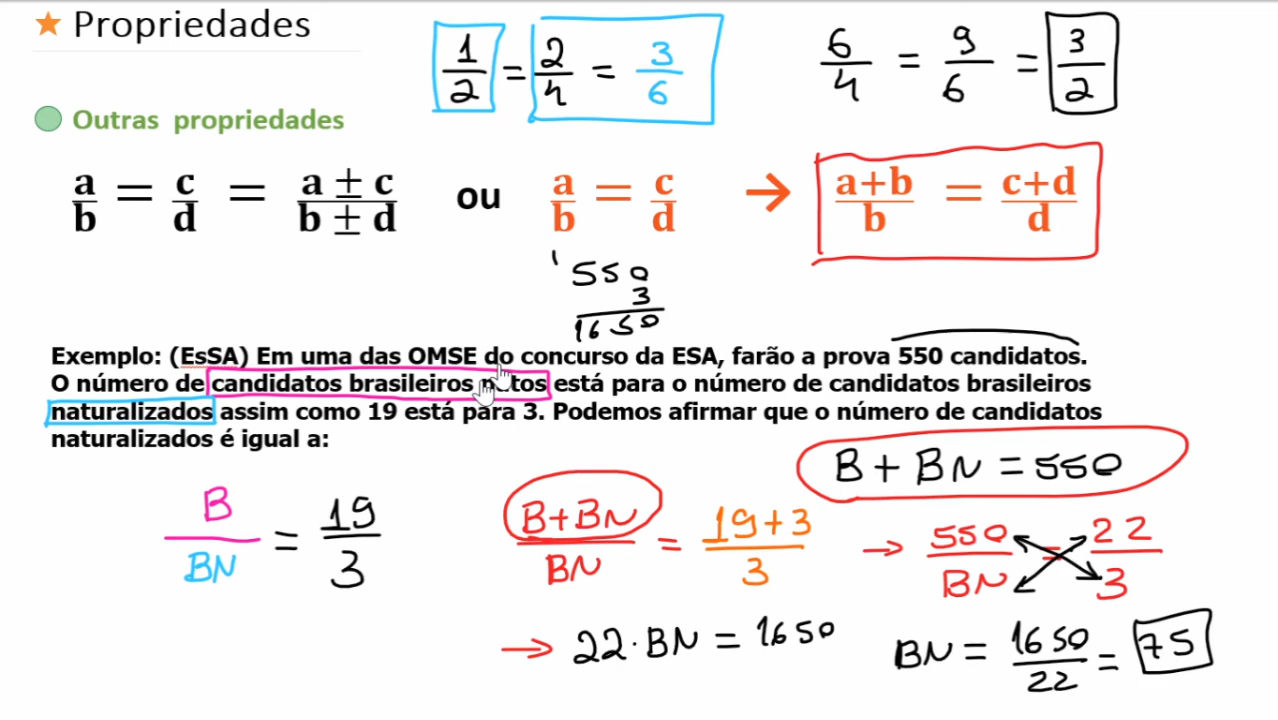 Propriedades
1/2 = 2/4 = 3/6
6/4 = 9/6 = 3/2
Outras propriedades
a/b = c/d = a ± c/b ± d ou a/b = c/d → a+b/b = c+d/d
1
550
3
1650
Exemplo: (EsSA) Em uma das OMSE do concurso da ESA, farão a prova 550 candidatos.
O número de candidatos brasileiros natos está para o número de candidatos brasileiros
naturalizados assim como 19 está para 3. Podemos afirmar que o número de candidatos
naturalizados é igual a:
B + BN = 550
B/BN = 19/3
B+BN/BN = 19+3/3 → 550/BN = 22/3
→ 22·BN = 1650
BN = 1650/22 = 75